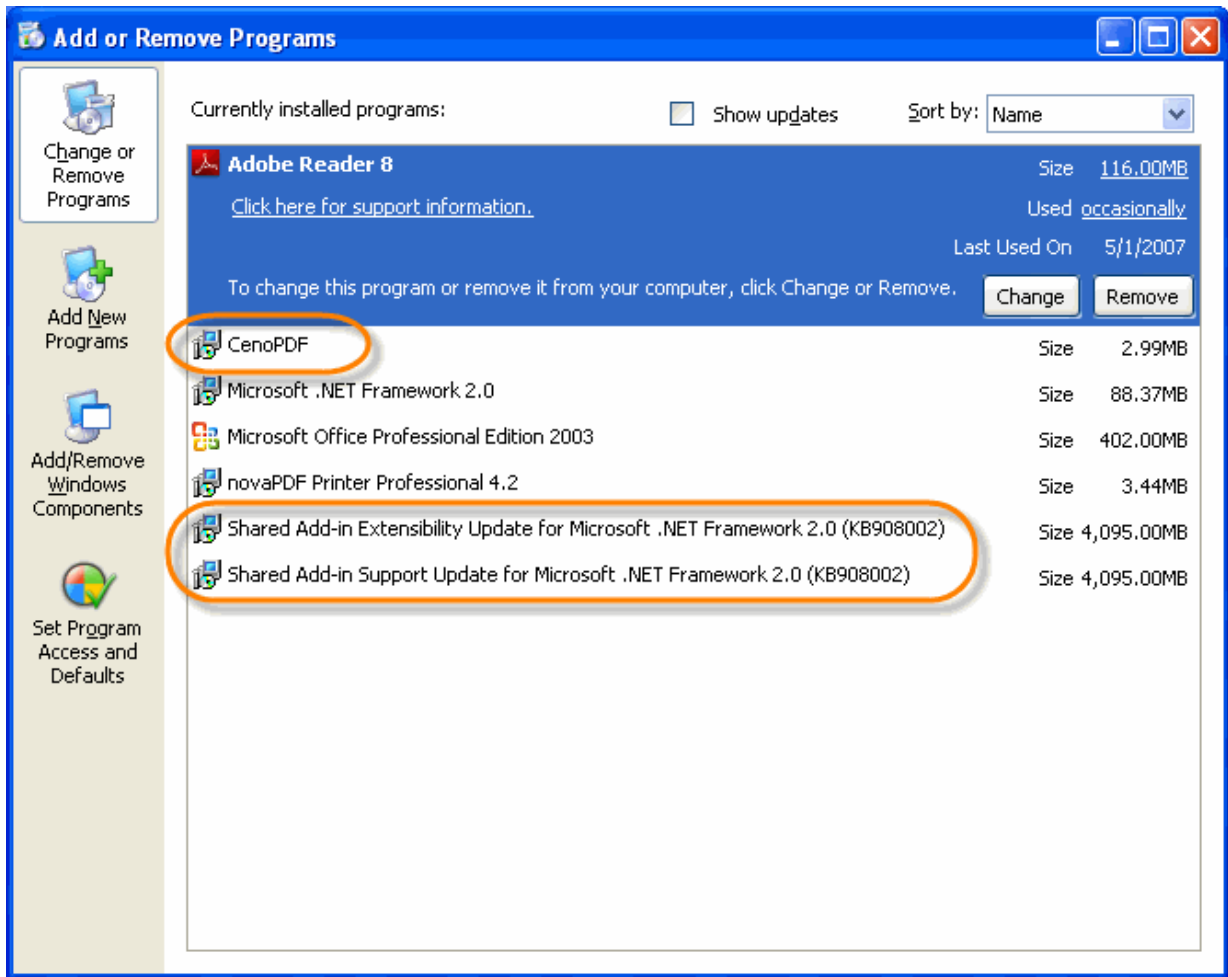 Add or Remove Programs
Change or
Remove
Programs
Add New
Programs
Add/Remove
Windows
Components
Set Program
Access and
Defaults
Currently installed programs:
Show updates
Sort by: Name
Adobe Reader 8
Size 116.00MB
Click here for support information.
Used occasionally
Last Used On 5/1/2007
To change this program or remove it from your computer, click Change or Remove.
Change Remove
CenoPDF Size 2.99MB
Microsoft .NET Framework 2.0 Size 88.37MB
Microsoft Office Professional Edition 2003 Size 402.00MB
novaPDF Printer Professional 4.2 Size 3.44MB
Shared Add-in Extensibility Update for Microsoft .NET Framework 2.0 (KB908002) Size 4,095.00MB
Shared Add-in Support Update for Microsoft .NET Framework 2.0 (KB908002) Size 4,095.00MB